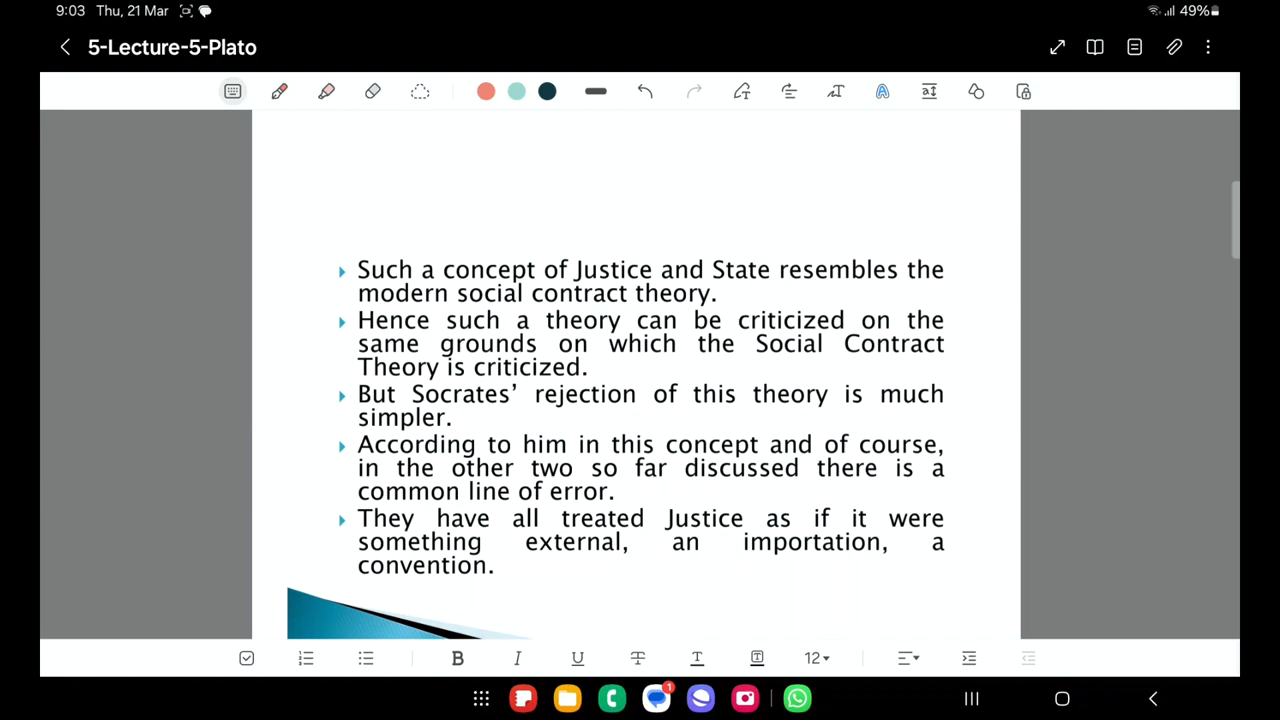 9:03 Thu, 21 Mar 49%
5-Lecture-5-Plato
Such a concept of Justice and State resembles the
modern social contract theory.
Hence such a theory can be criticized on the
same grounds on which the Social Contract
Theory is criticized.
But Socrates’ rejection of this theory is much
simpler.
According to him in this concept and of course,
in the other two so far discussed there is a
common line of error.
They have all treated Justice as if it were
something external, an importation, a
convention.
B I U T T 12
1